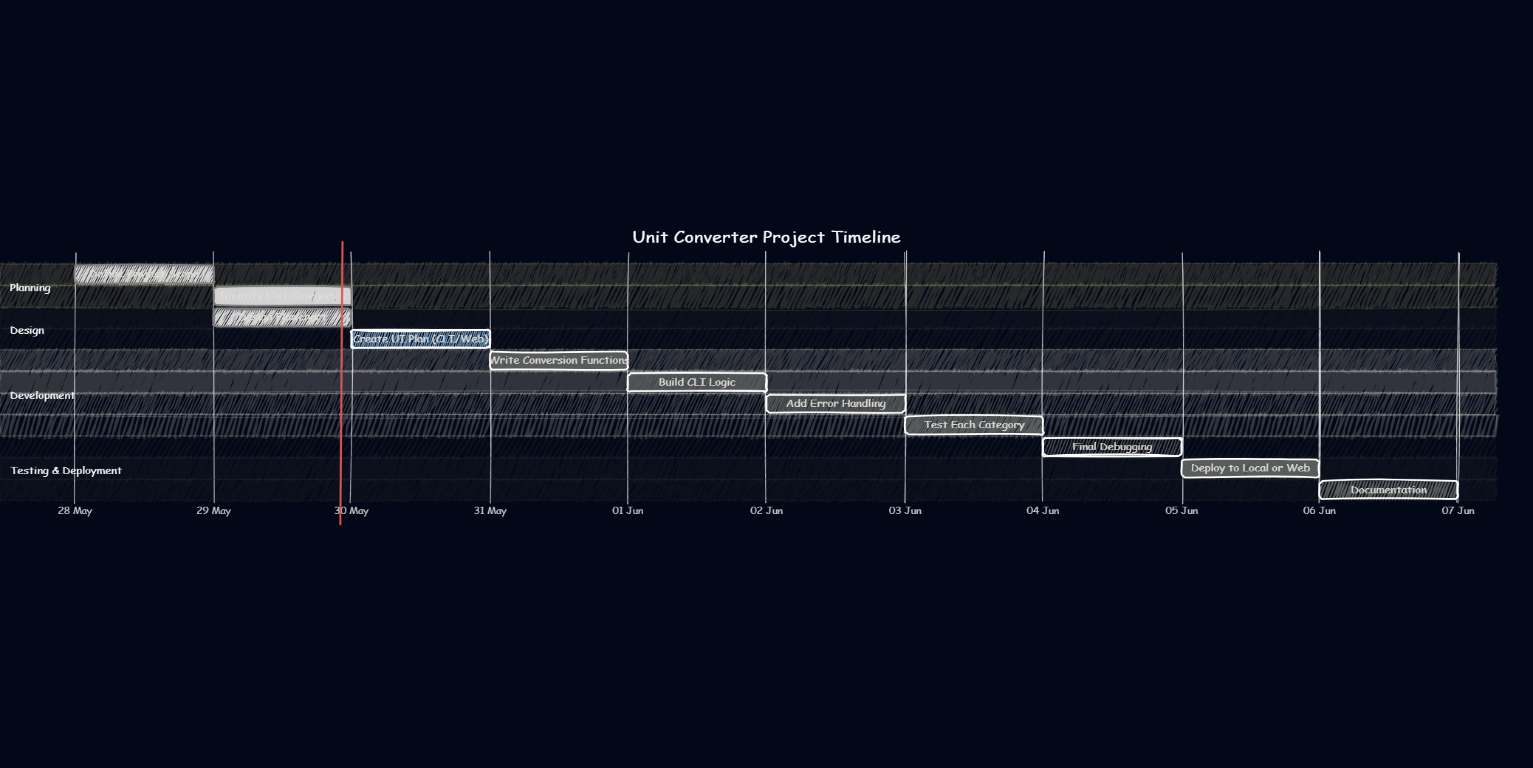 Unit Converter Project Timeline
Planning
Design
Create UI Plan (CLI/Web)
Write Conversion Functions
Build CLI Logic
Development
Add Error Handling
Test Each Category
Final Debugging
Testing & Deployment
Deploy to Local or Web
Documentation
28 May 29 May 30 May 31 May 01 Jun 02 Jun 03 Jun 04 Jun 05 Jun 06 Jun 07 Jun